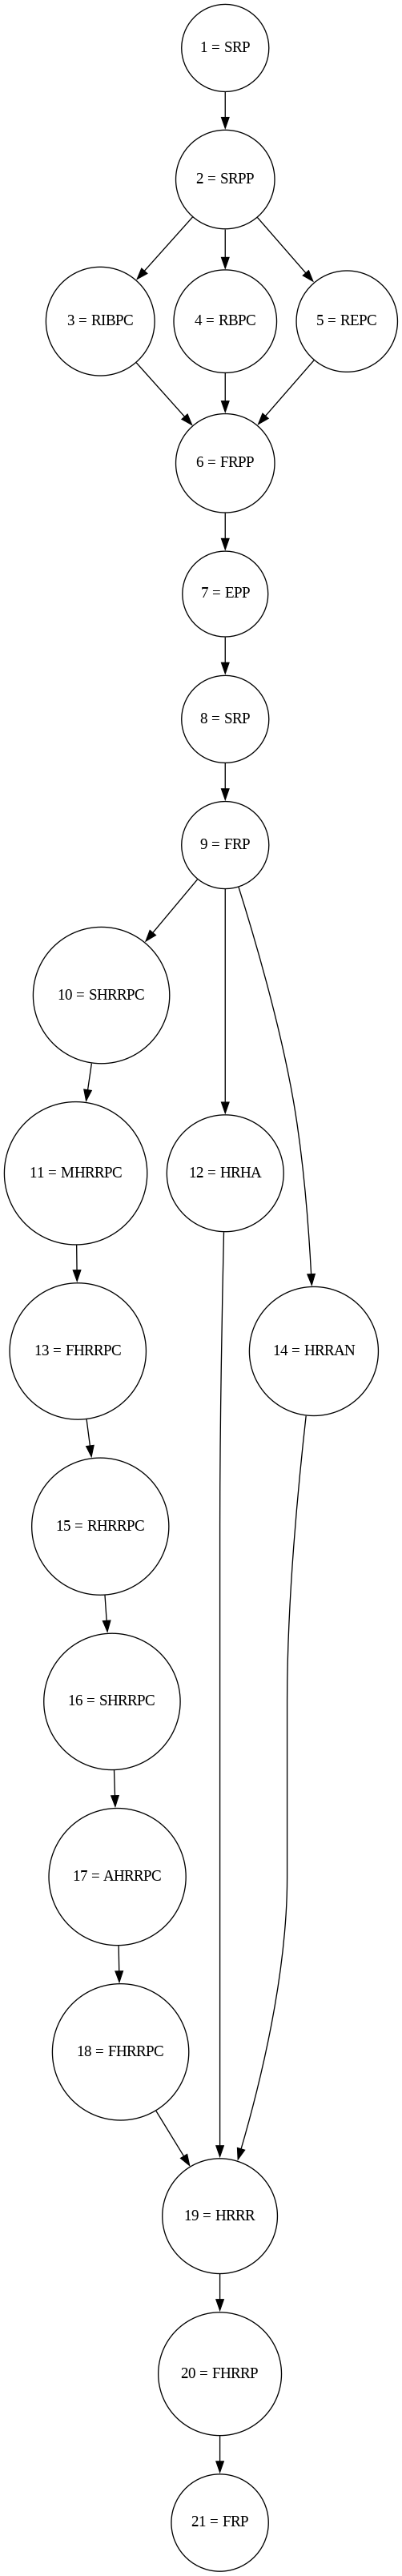 1 = SRP
2 = SRPP
3 = RIBPC
4 = RBPC
5 = REPC
6 = FRPP
7 = EPP
8 = SRP
9 = FRP
10 = SHRRPC
11 = MHRRPC
12 = HRHA
13 = FHRRPC
14 = HRRAN
15 = RHRRPC
16 = SHRRPC
17 = AHRRPC
18 = FHRRPC
19 = HRRR
20 = FHRRP
21 = FRP